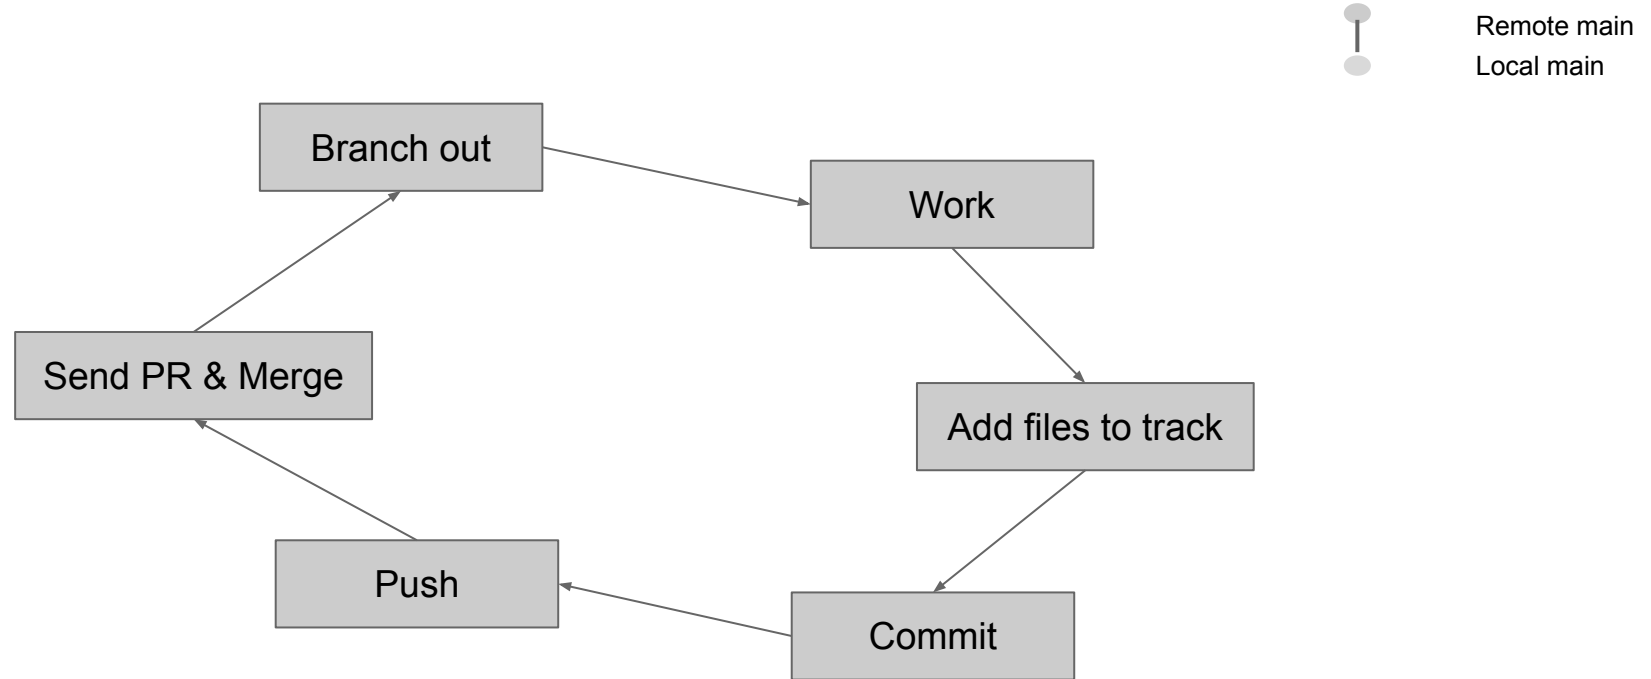 Remote main
Local main
Branch out
Work
Send PR & Merge
Add files to track
Push
Commit